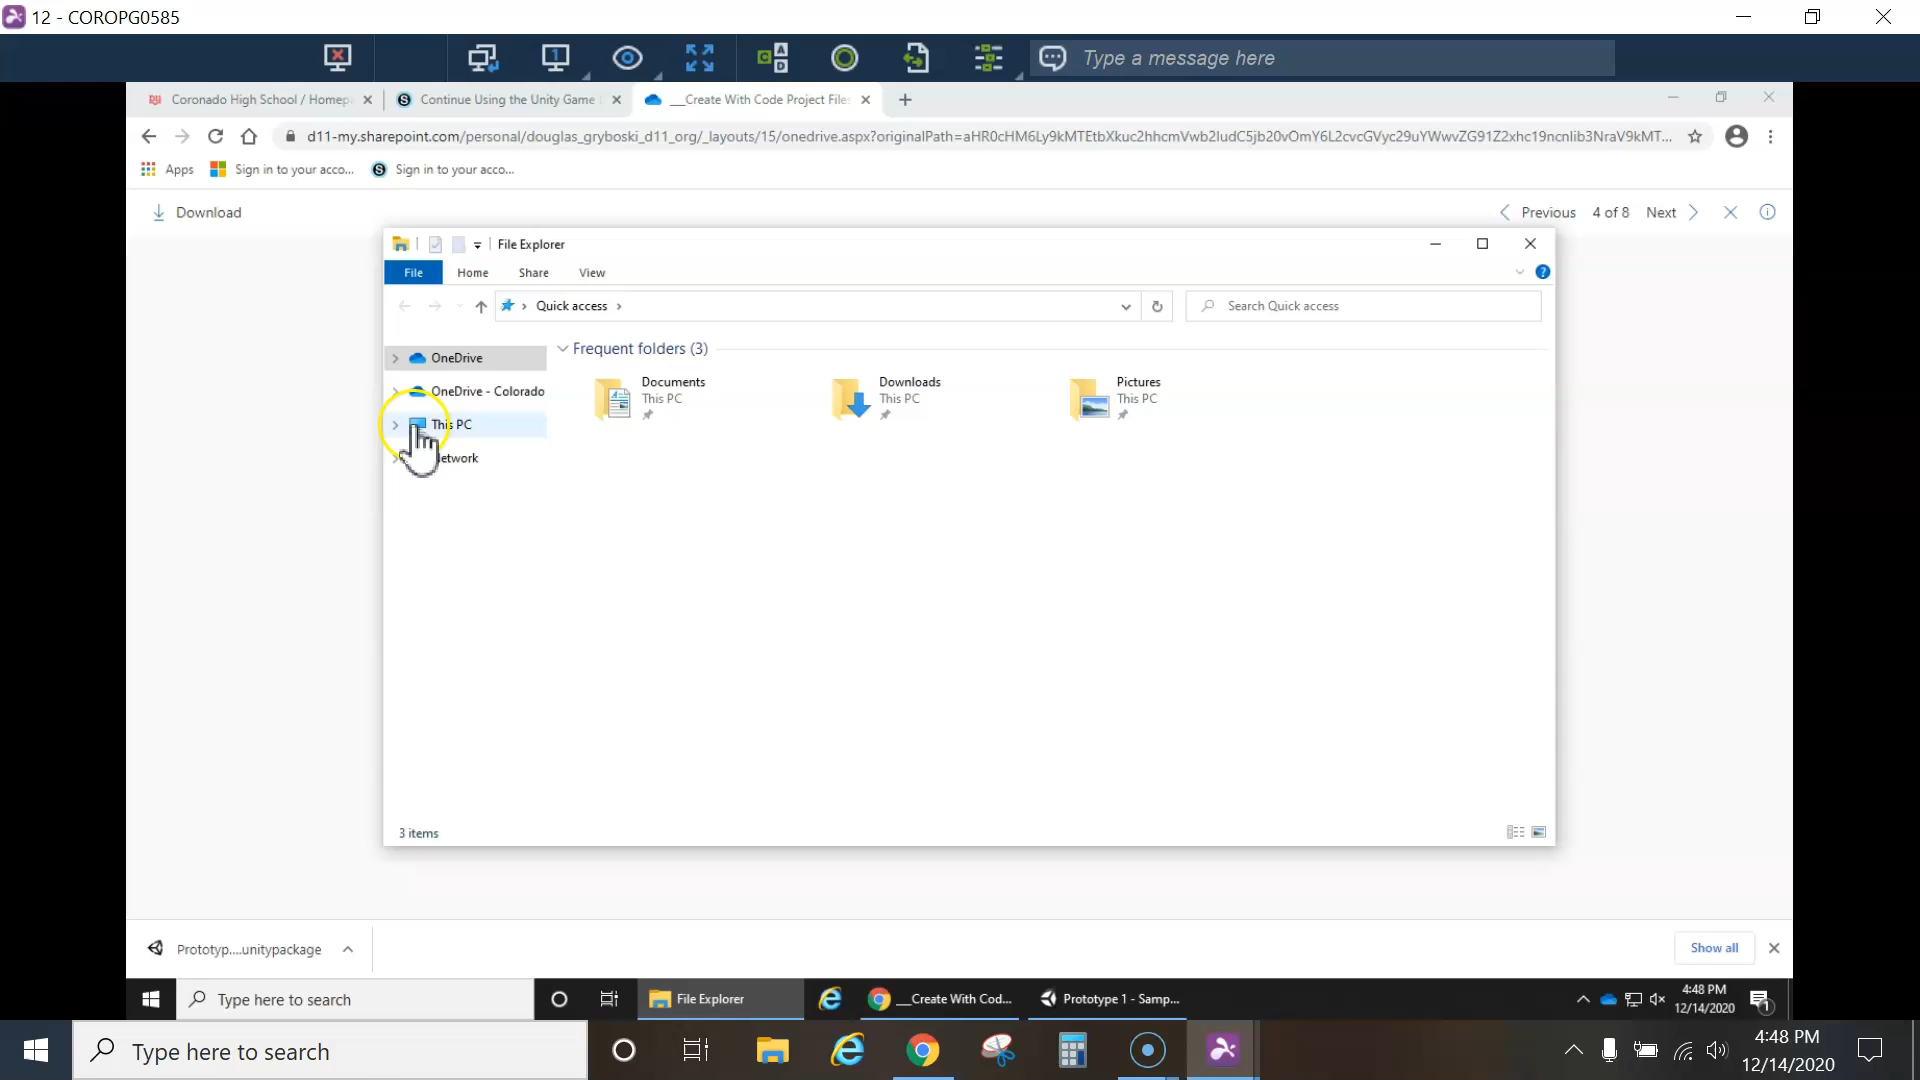 12 - COROPG0585
Type a message here
Coronado High School / Homep
Continue Using the Unity Game
__Create With Code Project Files
d11-my.sharepoint.com/personal/douglas_gryboski_d11_org/_layouts/15/onedrive.aspx?originalPath=
Apps
Sign in to your acco...
Sign in to your acco...
Download
Previous 4 of 8 Next
File Explorer
File Home Share View
Quick access
Search Quick access
OneDrive
OneDrive - Colorado
This PC
Frequent folders (3)
Documents
This PC
Downloads
This PC
Pictures
This PC
3 items
Prototyp....unitypackage
Show all
Type here to search
File Explorer
__Create With Cod...
Prototype 1 - Samp...
4:48 PM
12/14/2020
1
Type here to search
4:48 PM
12/14/2020